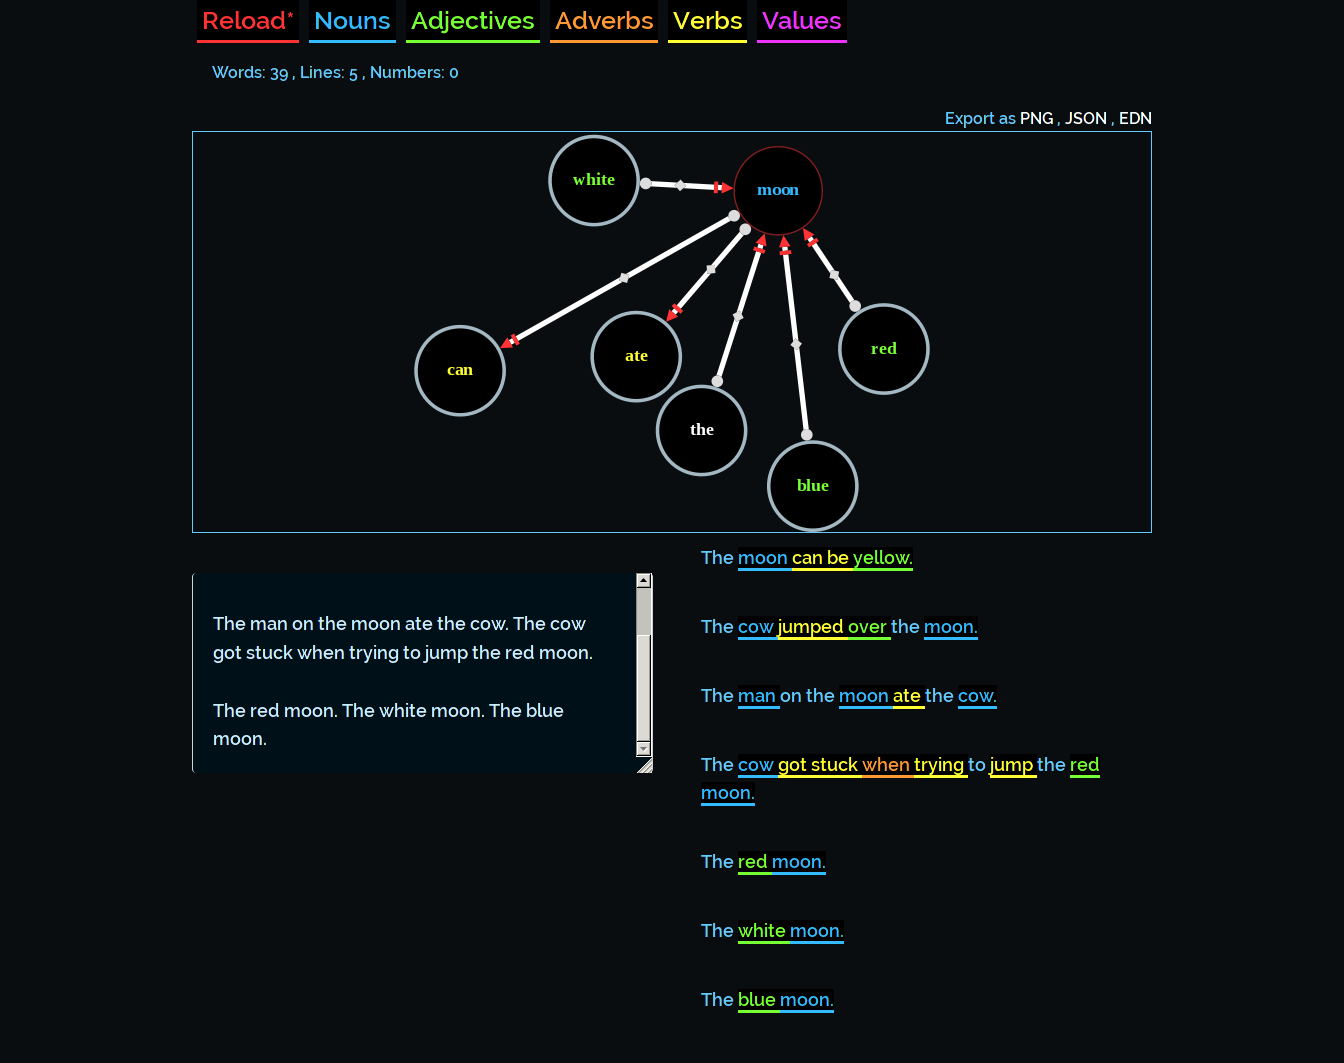 Reload* Nouns Adjectives Adverbs Verbs Values
Words: 39 , Lines: 5 , Numbers: 0
Export as PNG , JSON , EDN
white
moon
can
ate
the
blue
red
The man on the moon ate the cow. The cow
got stuck when trying to jump the red moon.
The red moon. The white moon. The blue
moon.
The moon can be yellow.
The cow jumped over the moon.
The man on the moon ate the cow.
The cow got stuck when trying to jump the red
moon.
The red moon.
The white moon.
The blue moon.